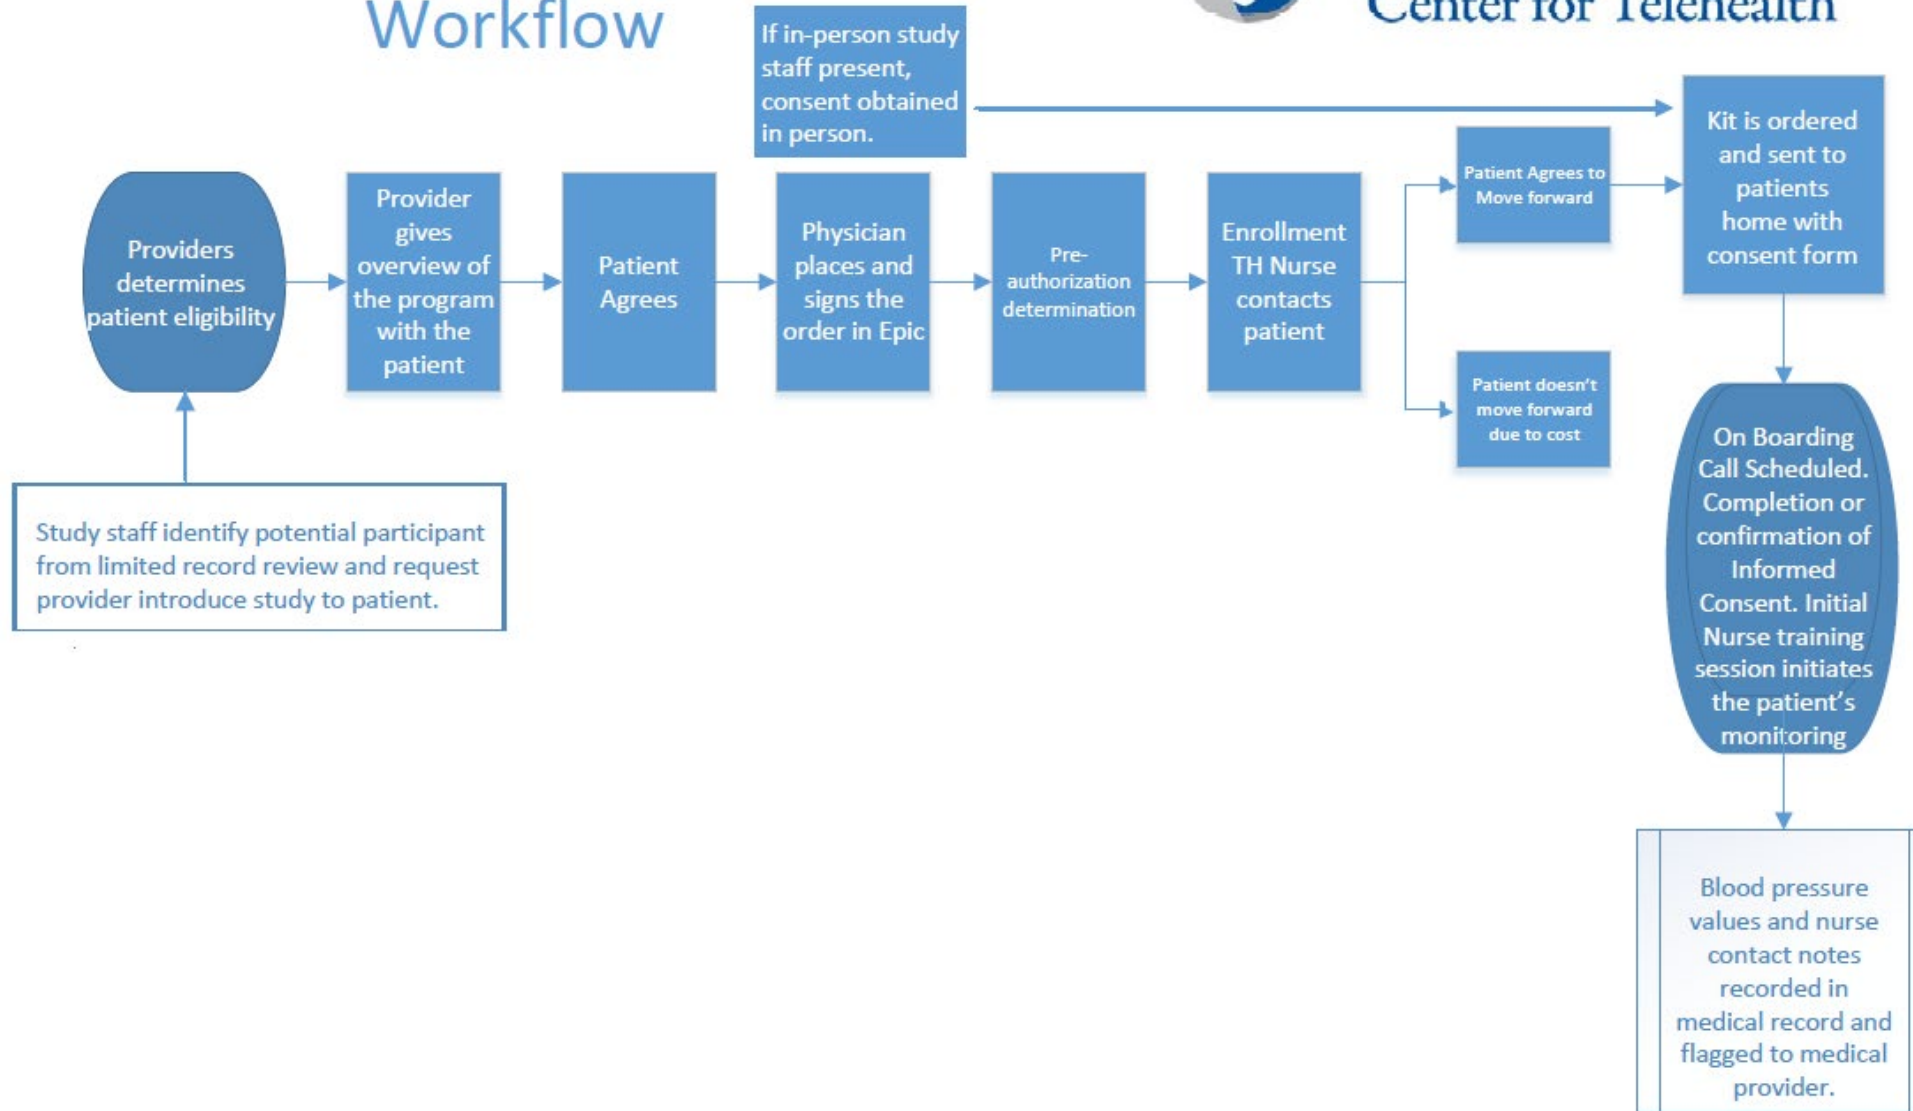 Workflow
Center for Telehealth
If in-person study
staff present,
consent obtained
in person.
Providers
determines
patient eligibility
Provider
gives
overview of
the program
with the
patient
Patient
Agrees
Physician
places and
signs the
order in Epic
Pre-
authorization
determination
Enrollment
TH Nurse
contacts
patient
Patient Agrees to
Move forward
Patient doesn't
move forward
due to cost
Kit is ordered
and sent to
patients
home with
consent form
Study staff identify potential participant
from limited record review and request
provider introduce study to patient.
On Boarding
Call Scheduled.
Completion or
confirmation of
Informed
Consent. Initial
Nurse training
session initiates
the patient's
monitoring
Blood pressure
values and nurse
contact notes
recorded in
medical record and
flagged to medical
provider.